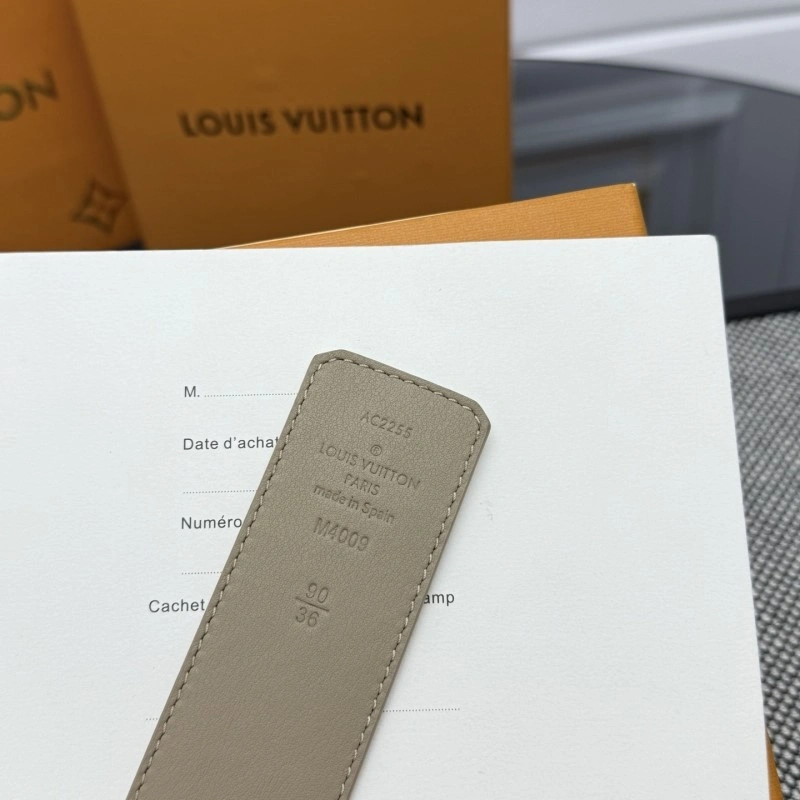 ON
LOUIS VUITTON
M.
Date d'achat
Numéro
Cachet
amp
AC2255
®
LOUIS VUITTON
PARIS
made in Spain
M4009
90
36